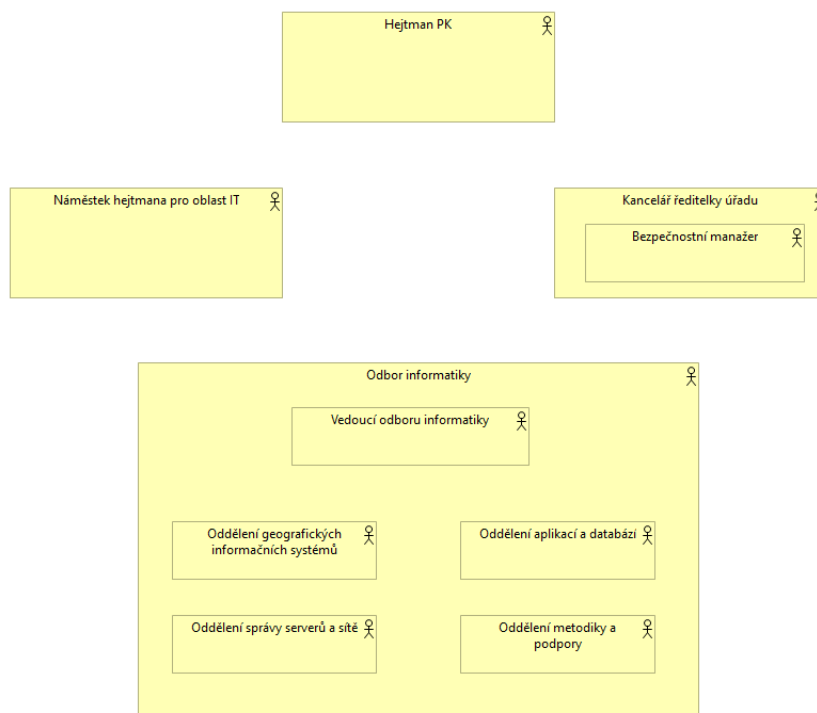 Hejtman PK
Náměstek hejtmana pro oblast IT
Kancelář ředitelky úřadu
Bezpečnostní manažer
Odbor informatiky
Vedoucí odboru informatiky
Oddělení geografických
informačních systémů
Oddělení aplikací a databází
Oddělení správy serverů a sítě
Oddělení metodiky a
podpory